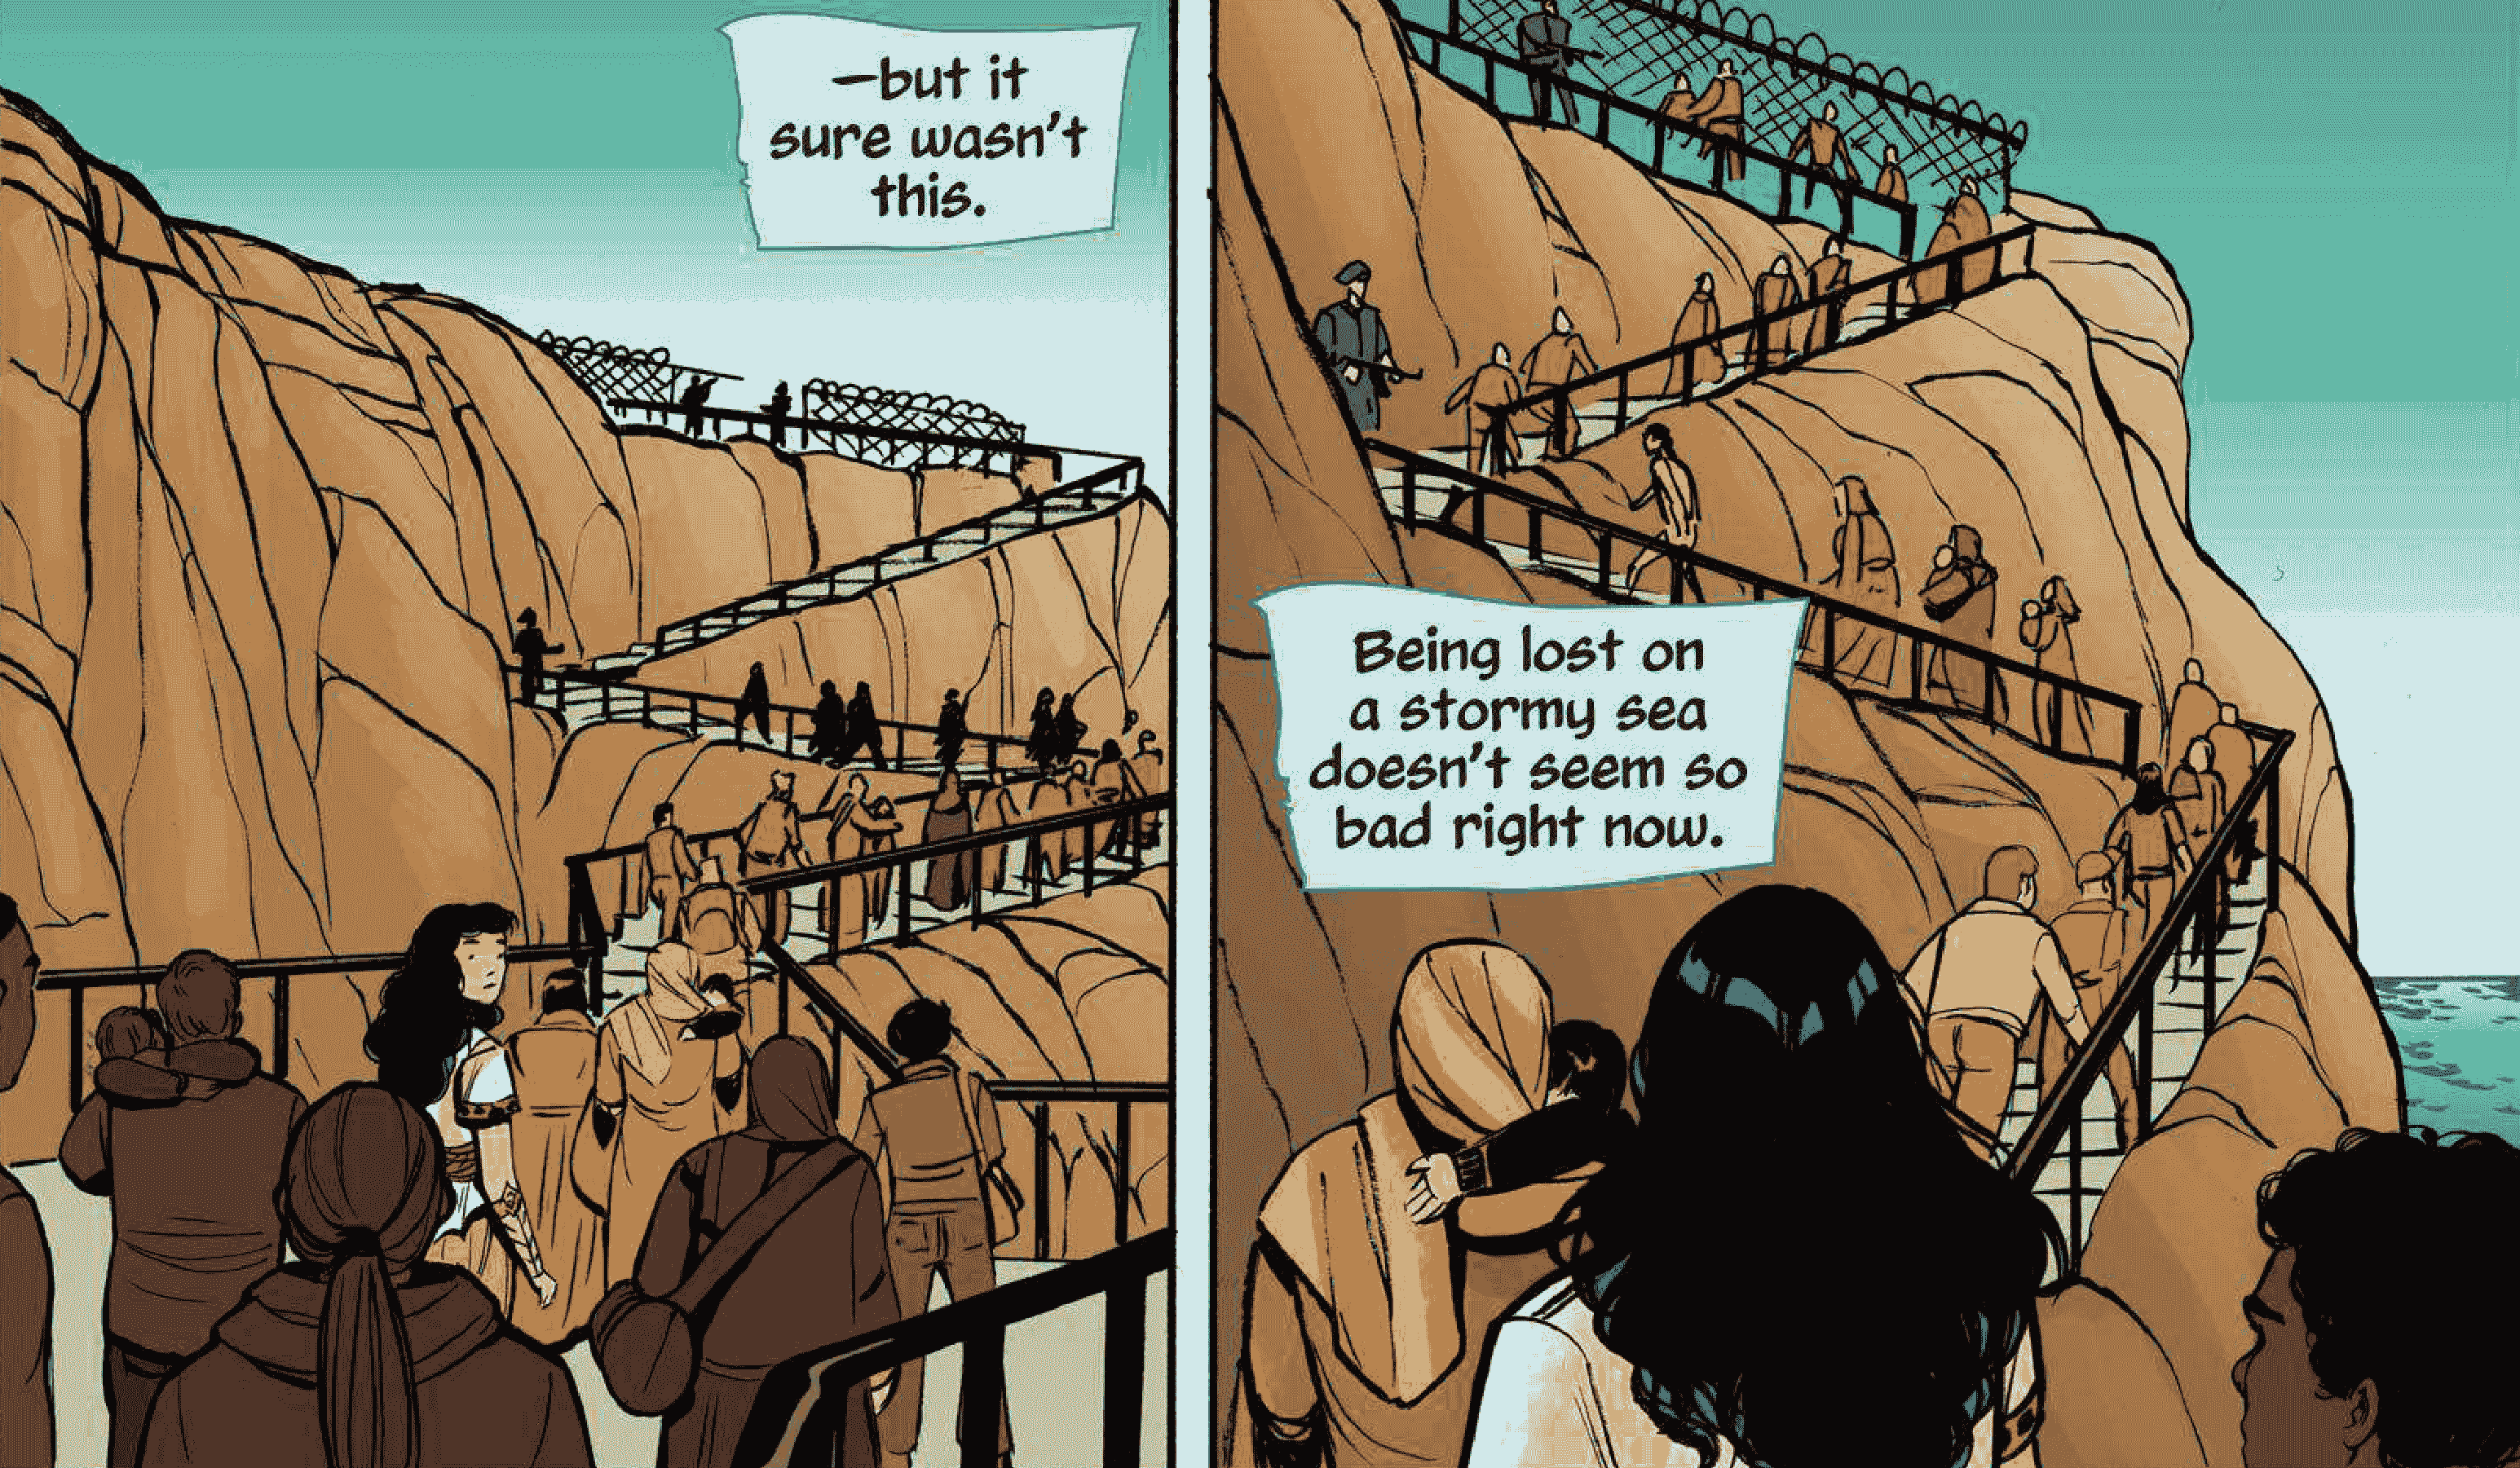 —but it
sure wasn't
this.
Being lost on
a stormy sea
doesn't seem so
bad right now.